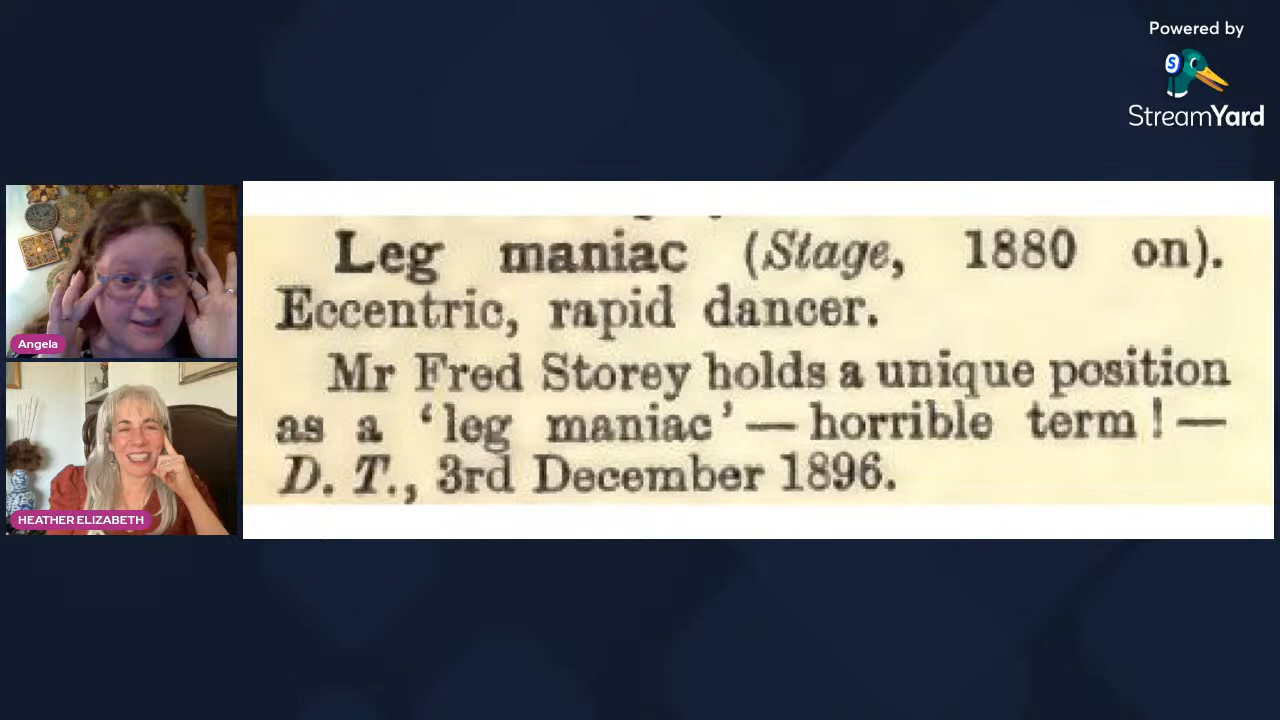 Powered by
StreamYard
Leg maniac (Stage, 1880 on).
Eccentric, rapid dancer.
Mr Fred Storey holds a unique position
as a ‘leg maniac’—horrible term!—
D. T., 3rd December 1896.
Angela
HEATHER ELIZABETH